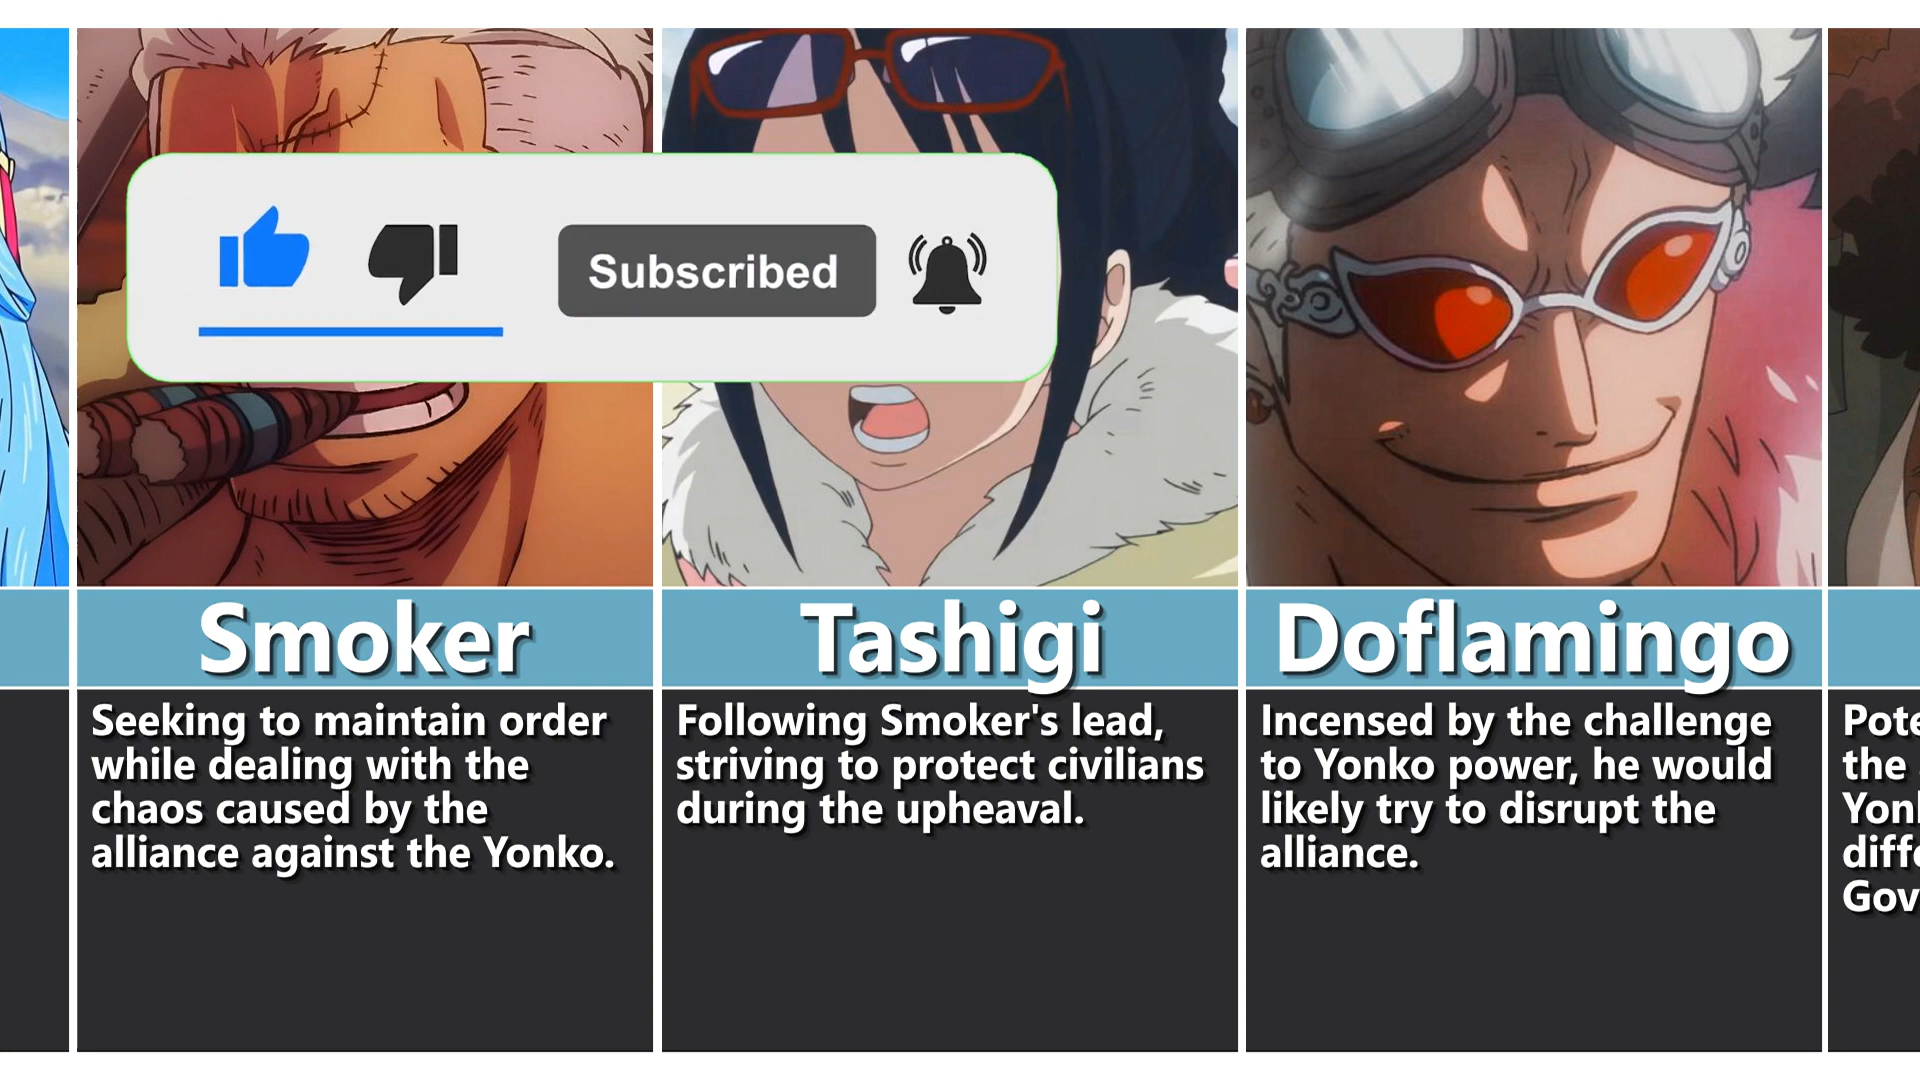 Subscribed
Smoker
Seeking to maintain order
while dealing with the
chaos caused by the
alliance against the Yonko.
Tashigi
Following Smoker's lead,
striving to protect civilians
during the upheaval.
Doflamingo
Incensed by the challenge
to Yonko power, he would
likely try to disrupt the
alliance.
the